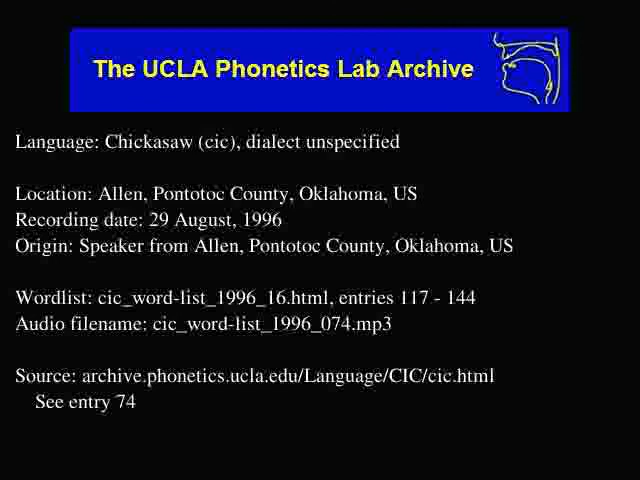 The UCLA Phonetics Lab Archive
Language: Chickasaw (cic), dialect unspecified
Location: Allen, Pontotoc County, Oklahoma, US
Recording date: 29 August, 1996
Origin: Speaker from Allen, Pontotoc County, Oklahoma, US
Wordlist: cic_word-list_1996_16.html, entries 117 - 144
Audio filename: cic_word-list_1996_074.mp3
Source: archive.phonetics.ucla.edu/Language/CIC/cic.html
See entry 74